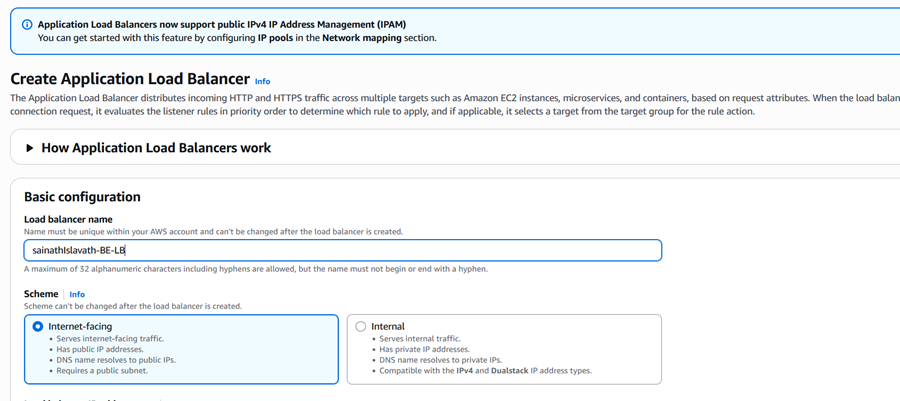 Application Load Balancers now support public IPv4 IP Address Management (IPAM)
You can get started with this feature by configuring IP pools in the Network mapping section.
Create Application Load Balancer Info
The Application Load Balancer distributes incoming HTTP and HTTPS traffic across multiple targets such as Amazon EC2 instances, microservices, and containers, based on request attributes. When the load balan
connection request, it evaluates the listener rules in priority order to determine which rule to apply, and if applicable, it selects a target from the target group for the rule action.
How Application Load Balancers work
Basic configuration
Load balancer name
Name must be unique within your AWS account and can't be changed after the load balancer is created.
sainathIslavath-BE-LB
A maximum of 32 alphanumeric characters including hyphens are allowed, but the name must not begin or end with a hyphen.
Scheme Info
Scheme can't be changed after the load balancer is created.
Internet-facing
• Serves internet-facing traffic.
• Has public IP addresses.
• DNS name resolves to public IPs.
• Requires a public subnet.
Internal
• Serves internal traffic.
• Has private IP addresses.
• DNS name resolves to private IPs.
• Compatible with the IPv4 and Dualstack IP address types.